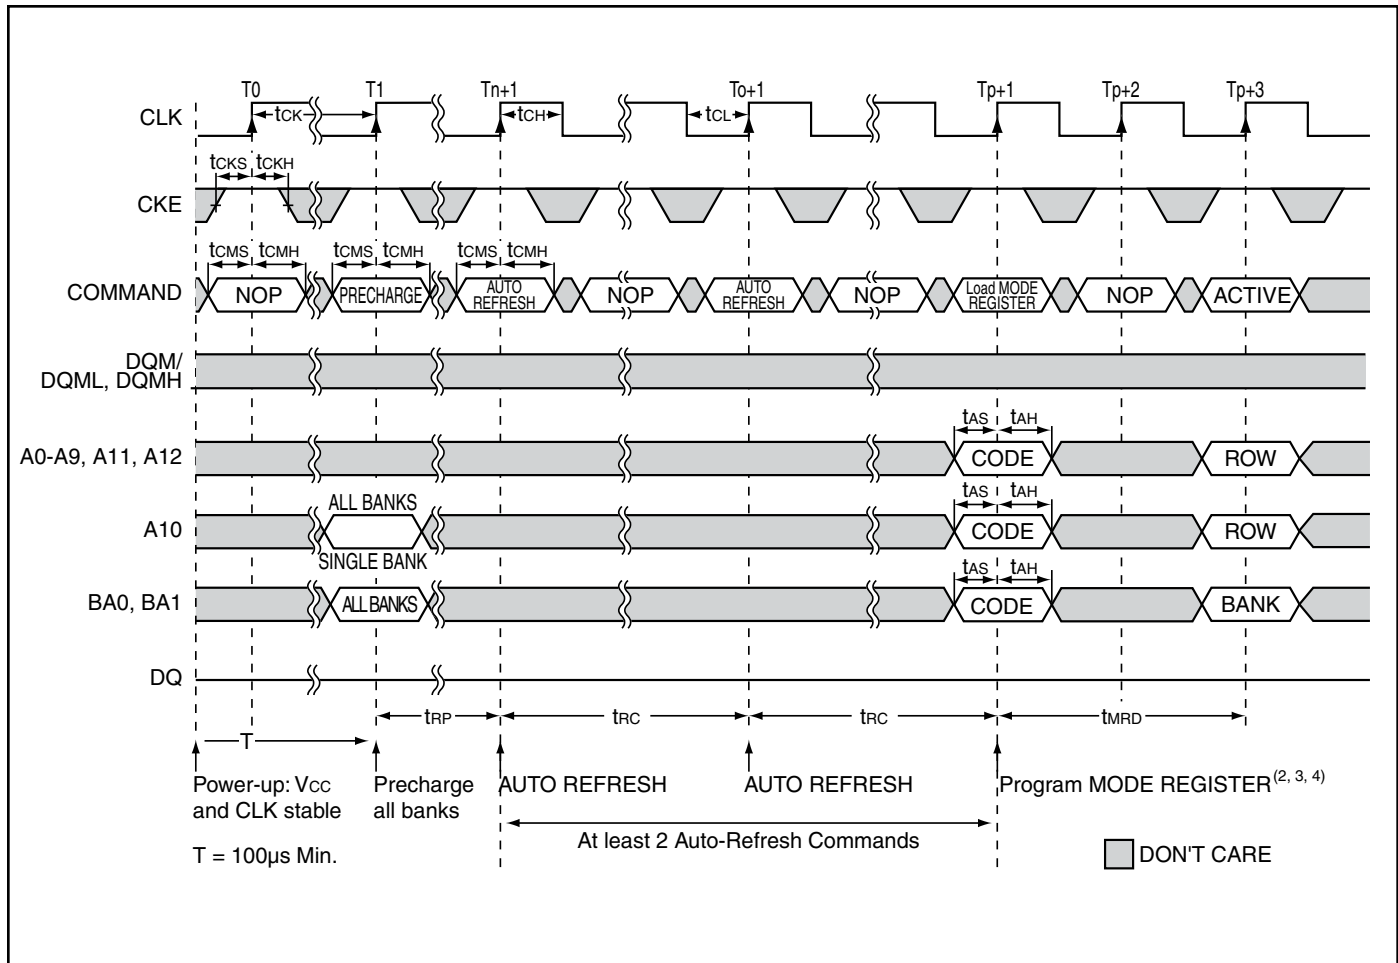 T0 T1 Tn+1 To+1 Tp+1 Tp+2 Tp+3
CLK tCK tCH tCL
tCKS tCKH
CKE
tCMS tCMH tCMS tCMH tCMS tCMH
COMMAND NOP PRECHARGE AUTO REFRESH NOP AUTO REFRESH NOP Load MODE REGISTER NOP ACTIVE
DQM/
DQML, DQMH
tAS tAH
A0-A9, A11, A12 CODE ROW
ALL BANKS tAS tAH
A10 CODE ROW
SINGLE BANK tAS tAH
BA0, BA1 ALL BANKS CODE BANK
DQ
tRP tRC tRC tMRD
T
Power-up: VCC Precharge AUTO REFRESH AUTO REFRESH Program MODE REGISTER(2, 3, 4)
and CLK stable all banks
At least 2 Auto-Refresh Commands
T = 100µs Min. DON'T CARE